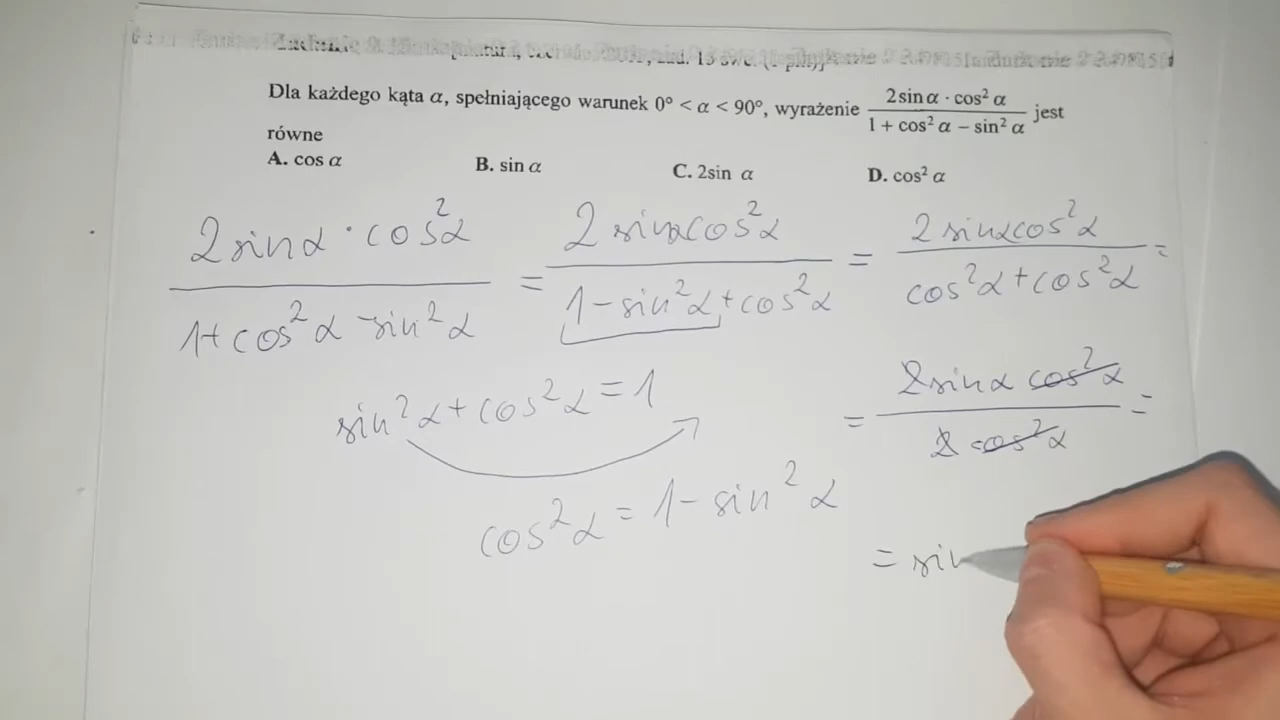 Dla każdego kąta α, spełniającego warunek 0° < α < 90°, wyrażenie 2sin α · cos² α / 1 + cos² α − sin² α jest
równe
A. cos α B. sin α C. 2sin α D. cos² α
2sinα · cos²α / 1+cos²α −sin²α = 2sinαcos²α / 1−sin²α+cos²α = 2sinαcos²α / cos²α+cos²α =
sin²α+cos²α=1
= 2sinα cos²α / 2 cos²α =
cos²α = 1−sin²α
= sin